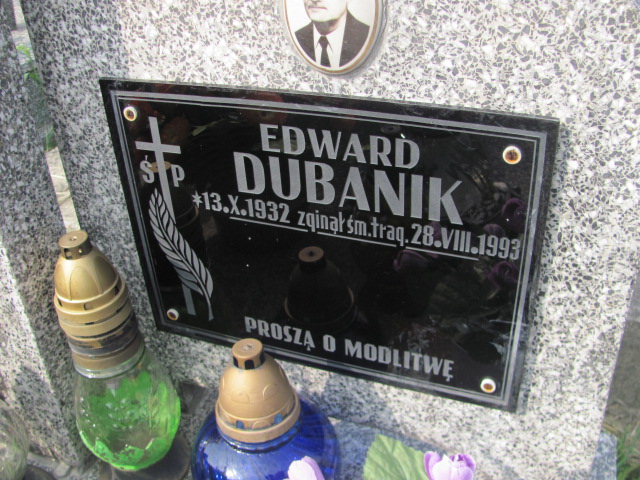 Ś P
EDWARD
DUBANIK
*13.X.1932 zginął śm.trag. 28.VIII.1993
PROSZĄ O MODLITWĘ